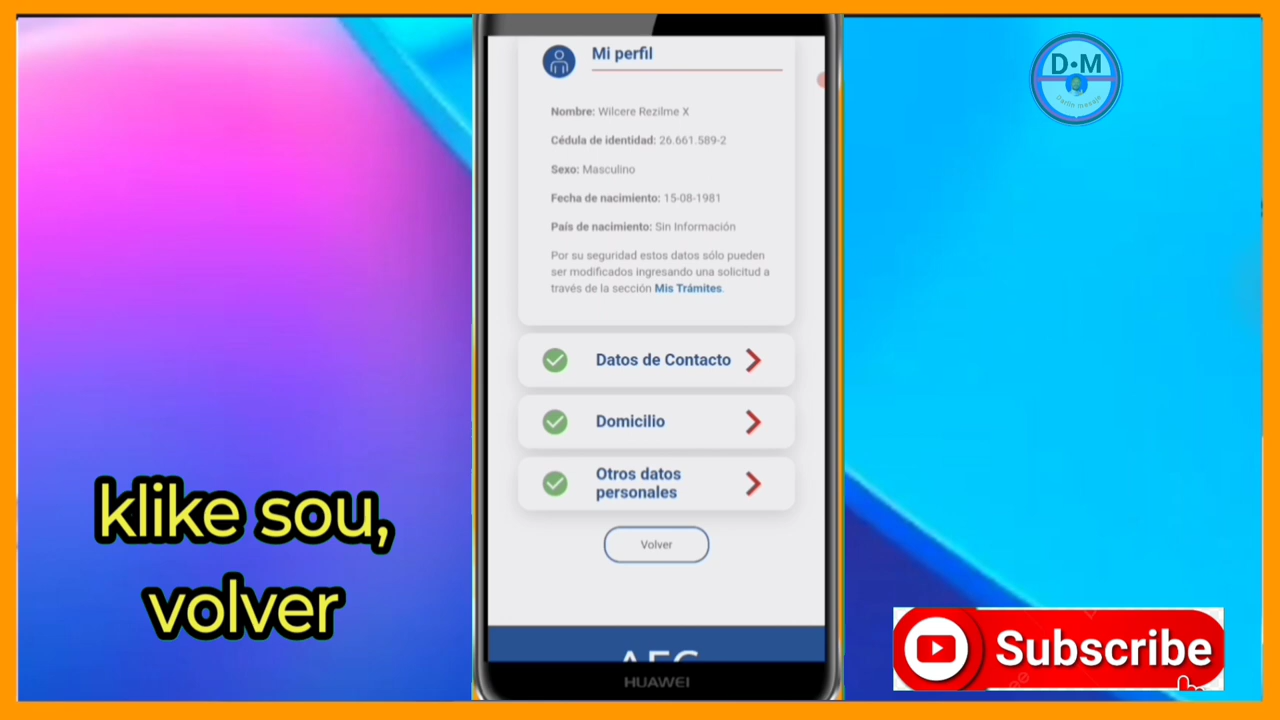 Mi perfil
Nombre: Wilcere Rezilme X
Cédula de identidad: 26.661.589-2
Sexo: Masculino
Fecha de nacimiento: 15-08-1981
País de nacimiento: Sin Información
Por su seguridad estos datos sólo pueden
ser modificados ingresando una solicitud a
través de la sección Mis Trámites.
Datos de Contacto
Domicilio
Otros datos
personales
Volver
HUAWEI
klike sou,
volver
D•M
Subscribe